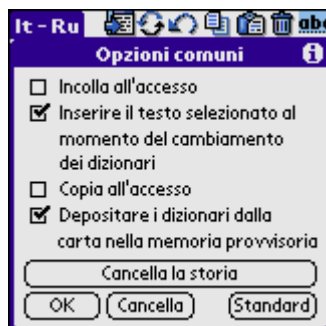 It - Ru abc
Opzioni comuni
Incolla all'accesso
Inserire il testo selezionato al
momento del cambiamento
dei dizionari
Copia all'accesso
Depositare i dizionari dalla
carta nella memoria provvisoria
Cancella la storia
OK Cancella Standard